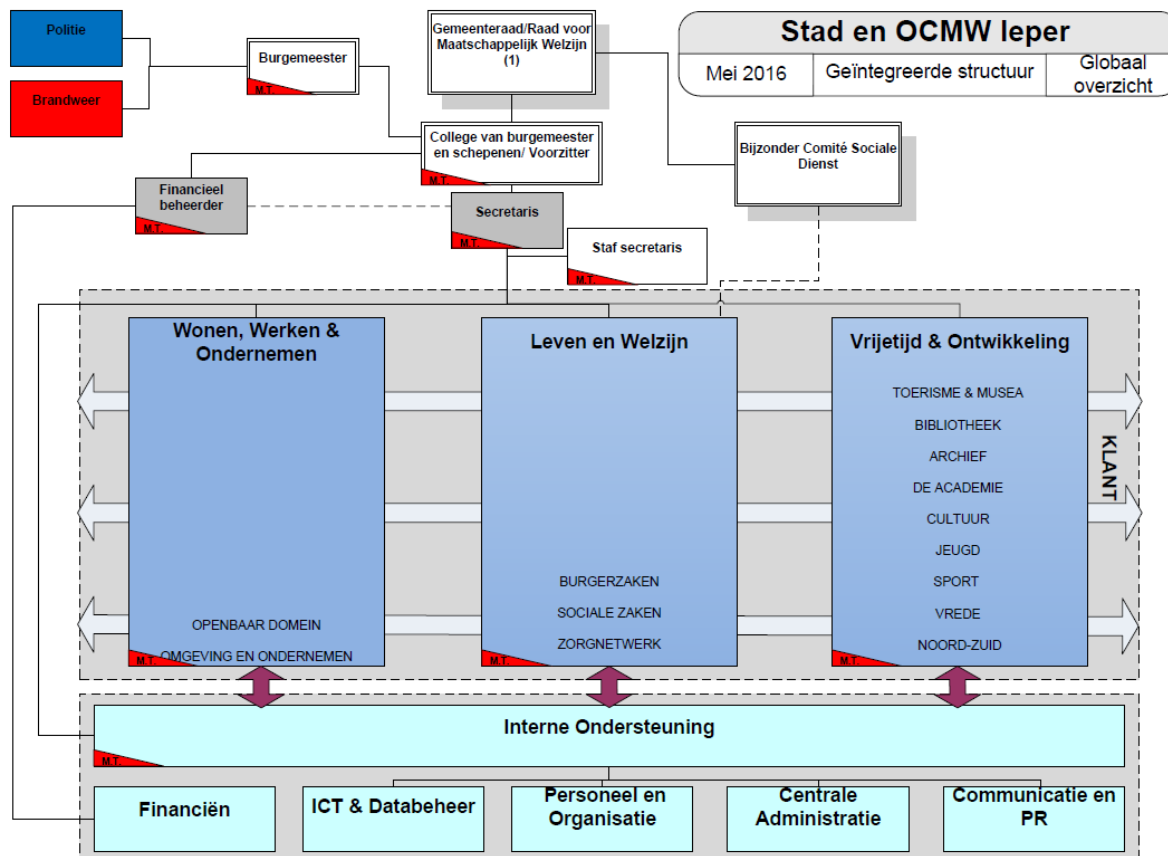 Politie
Brandweer
Burgemeester
M.T.
Gemeenteraad/Raad voor
Maatschappelijk Welzijn
(1)
Stad en OCMW Ieper
Mei 2016
Geïntegreerde structuur
Globaal
overzicht
College van burgemeester
en schepenen/ Voorzitter
M.T.
Bijzonder Comité Sociale
Dienst
Financieel
beheerder
M.T.
Secretaris
M.T.
Staf secretaris
M.T.
Wonen, Werken &
Ondernemen
OPENBAAR DOMEIN
OMGEVING EN ONDERNEMEN
M.T.
Leven en Welzijn
BURGERZAKEN
SOCIALE ZAKEN
ZORGNETWERK
M.T.
Vrijetijd & Ontwikkeling
TOERISME & MUSEA
BIBLIOTHEEK
ARCHIEF
DE ACADEMIE
CULTUUR
JEUGD
SPORT
VREDE
NOORD-ZUID
M.T.
KLANT
Interne Ondersteuning
M.T.
Financiën
ICT & Databeheer
Personeel en
Organisatie
Centrale
Administratie
Communicatie en
PR